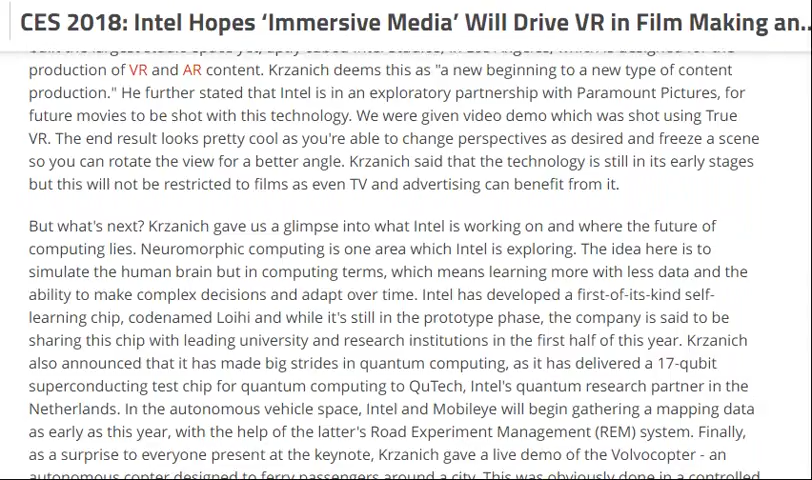 CES 2018: Intel Hopes ‘Immersive Media’ Will Drive VR in Film Making an..
production of VR and AR content. Krzanich deems this as "a new beginning to a new type of content
production." He further stated that Intel is in an exploratory partnership with Paramount Pictures, for
future movies to be shot with this technology. We were given video demo which was shot using True
VR. The end result looks pretty cool as you're able to change perspectives as desired and freeze a scene
so you can rotate the view for a better angle. Krzanich said that the technology is still in its early stages
but this will not be restricted to films as even TV and advertising can benefit from it.
But what's next? Krzanich gave us a glimpse into what Intel is working on and where the future of
computing lies. Neuromorphic computing is one area which Intel is exploring. The idea here is to
simulate the human brain but in computing terms, which means learning more with less data and the
ability to make complex decisions and adapt over time. Intel has developed a first-of-its-kind self-
learning chip, codenamed Loihi and while it's still in the prototype phase, the company is said to be
sharing this chip with leading university and research institutions in the first half of this year. Krzanich
also announced that it has made big strides in quantum computing, as it has delivered a 17-qubit
superconducting test chip for quantum computing to QuTech, Intel's quantum research partner in the
Netherlands. In the autonomous vehicle space, Intel and Mobileye will begin gathering a mapping data
as early as this year, with the help of the latter's Road Experiment Management (REM) system. Finally,
as a surprise to everyone present at the keynote, Krzanich gave a live demo of the Volvocopter - an
autonomous copter designed to ferry passengers around a city. This was obviously done in a controlled